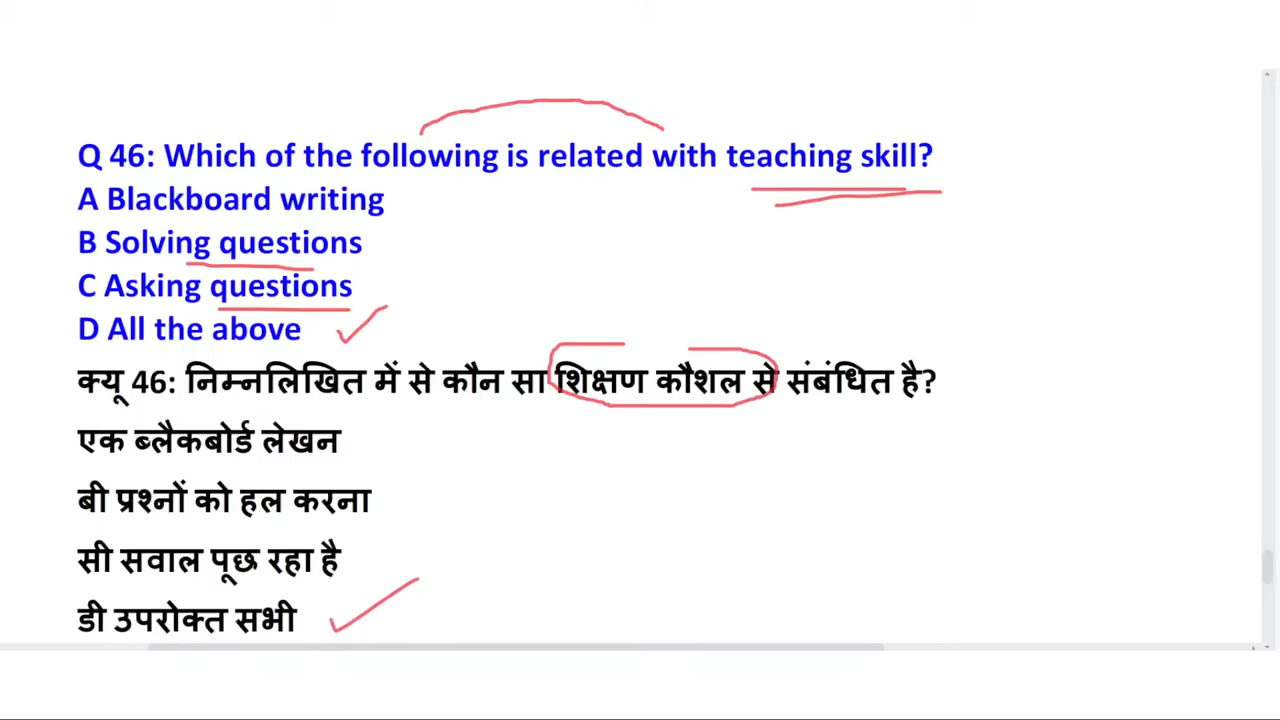 Q 46: Which of the following is related with teaching skill?
A Blackboard writing
B Solving questions
C Asking questions
D All the above
क्यू 46: निम्नलिखित में से कौन सा शिक्षण कौशल से संबंधित है?
एक ब्लैकबोर्ड लेखन
बी प्रश्नों को हल करना
सी सवाल पूछ रहा है
डी उपरोक्त सभी